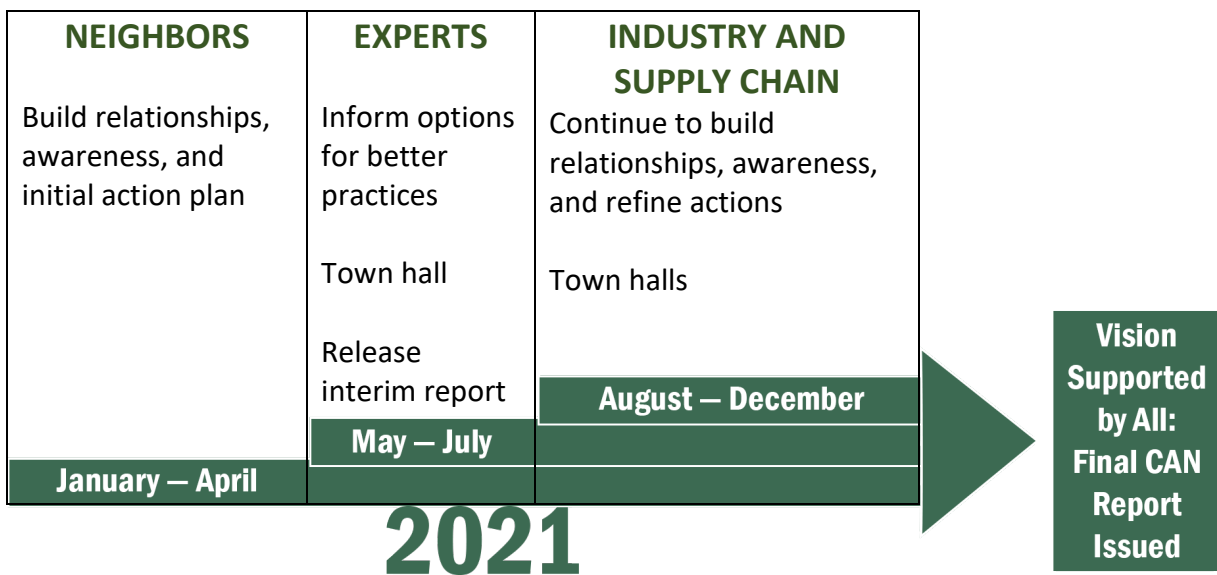 NEIGHBORS
Build relationships,
awareness, and
initial action plan
January — April
EXPERTS
Inform options
for better
practices
Town hall
Release
interim report
May — July
INDUSTRY AND
SUPPLY CHAIN
Continue to build
relationships, awareness,
and refine actions
Town halls
August — December
2021
Vision
Supported
by All:
Final CAN
Report
Issued